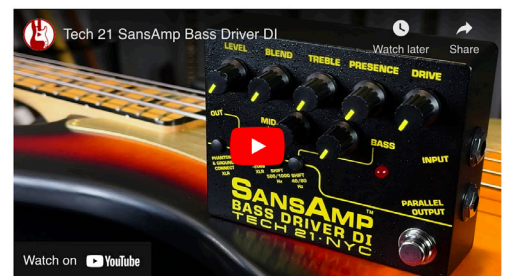 Tech 21 SansAmp Bass Driver DI
Watch later
Share
LEVEL
BLEND
TREBLE
PRESENCE
DRIVE
OUT
MID
BASS
INPUT
PHANTOM
& GROUND
CONNECT
XLR
XLR
SHIFT
500/1000
Hz
SHIFT
40/80
Hz
PARALLEL
OUTPUT
SANSAMP™
BASS DRIVER DI
TECH 21·NYC
Watch on YouTube